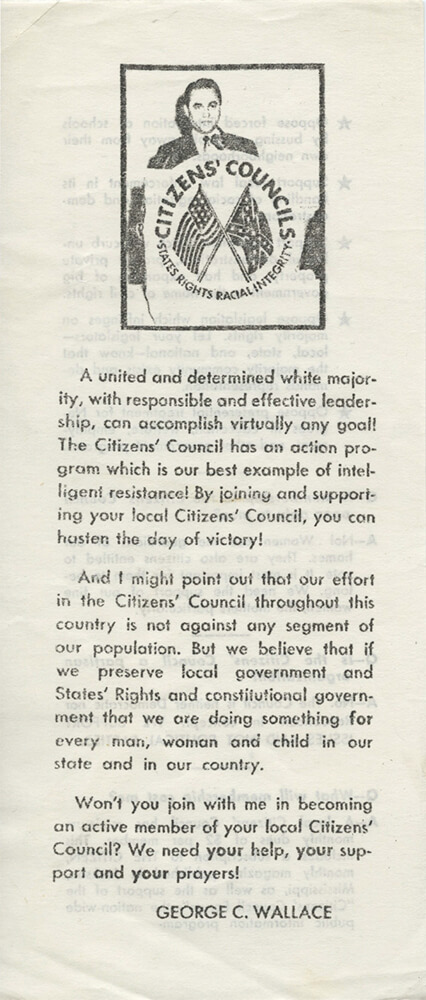 CITIZENS' COUNCILS
STATES RIGHTS RACIAL INTEGRITY
A united and determined white major-
ity, with responsible and effective leader-
ship, can accomplish virtually any goal!
The Citizens' Council has an action pro-
gram which is our best example of intel-
ligent resistance! By joining and support-
ing your local Citizens' Council, you can
hasten the day of victory!
And I might point out that our effort
in the Citizens' Council throughout this
country is not against any segment of
our population. But we believe that if
we preserve local government and
States' Rights and constitutional govern-
ment that we are doing something for
every man, woman and child in our
state and in our country.
Won't you join with me in becoming
an active member of your local Citizens'
Council? We need your help, your sup-
port and your prayers!
GEORGE C. WALLACE